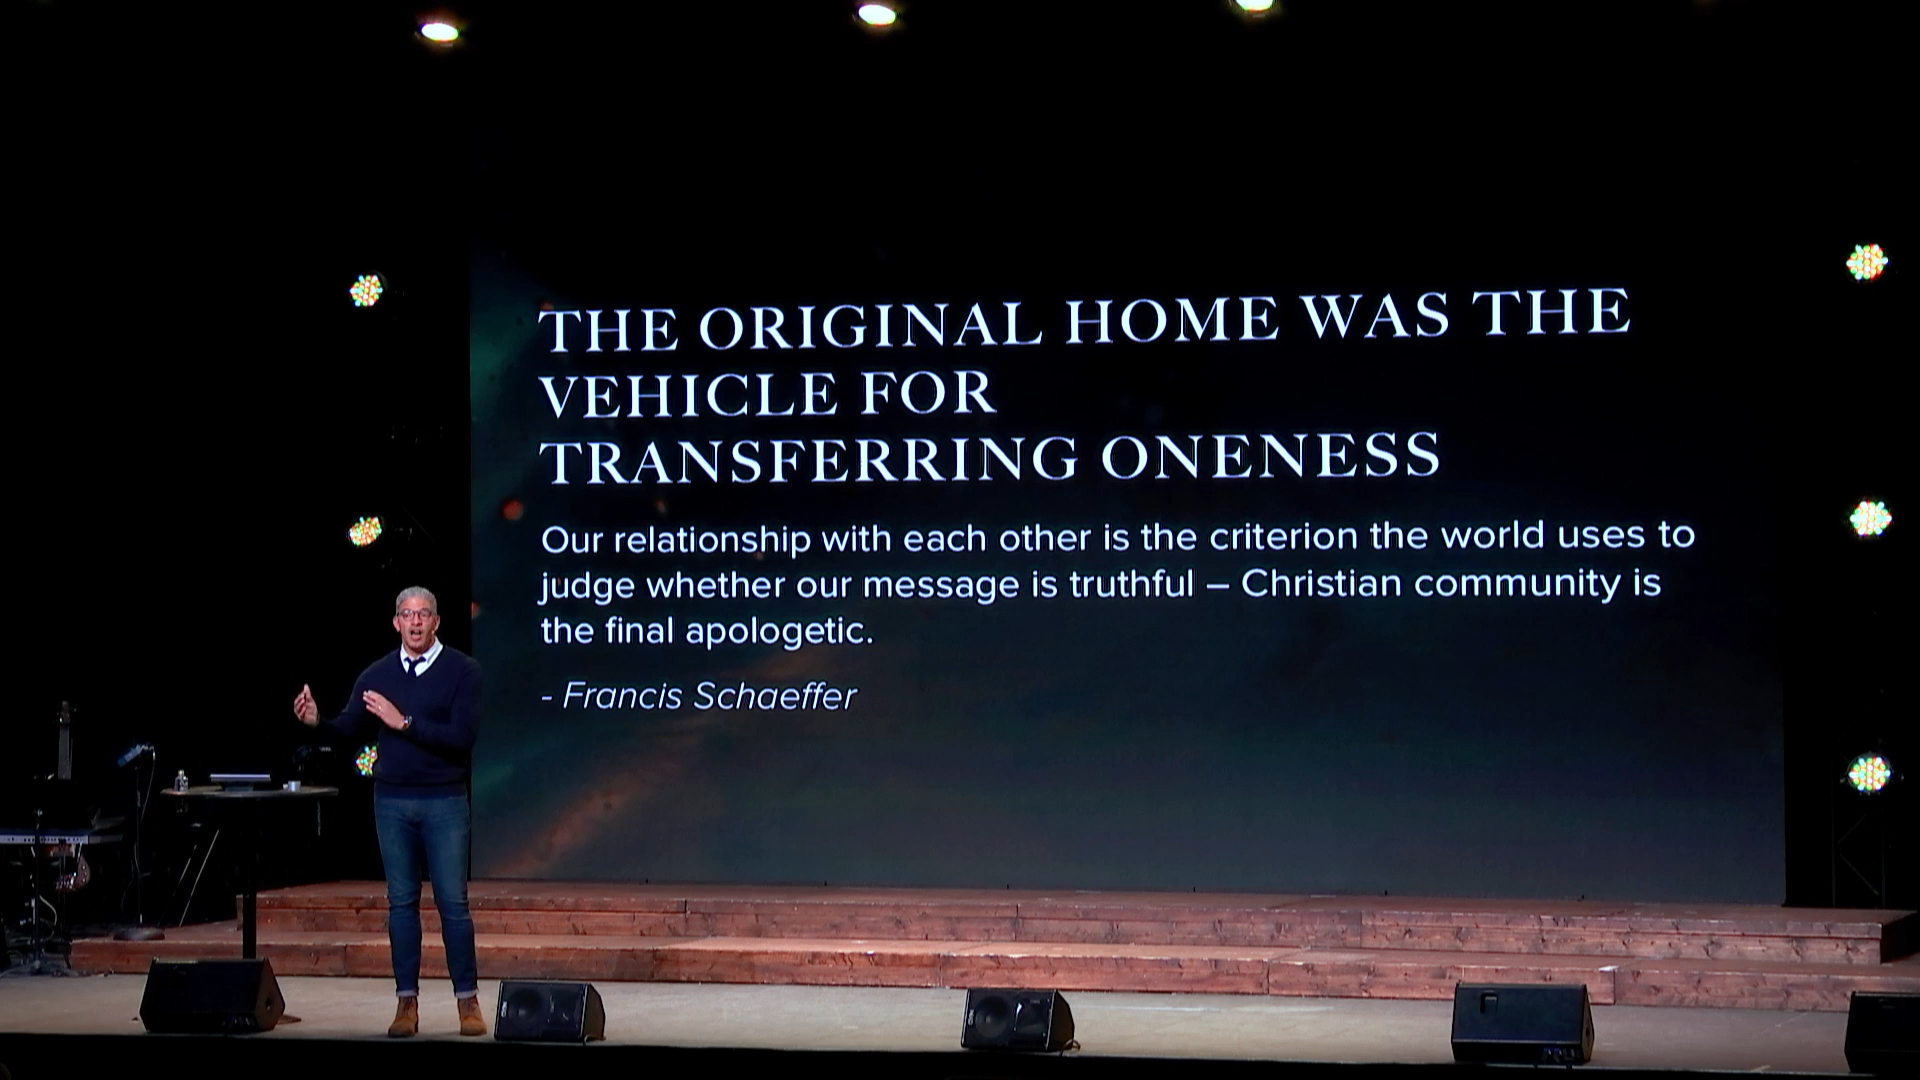 THE ORIGINAL HOME WAS THE
VEHICLE FOR
TRANSFERRING ONENESS
Our relationship with each other is the criterion the world uses to
judge whether our message is truthful – Christian community is
the final apologetic.
- Francis Schaeffer